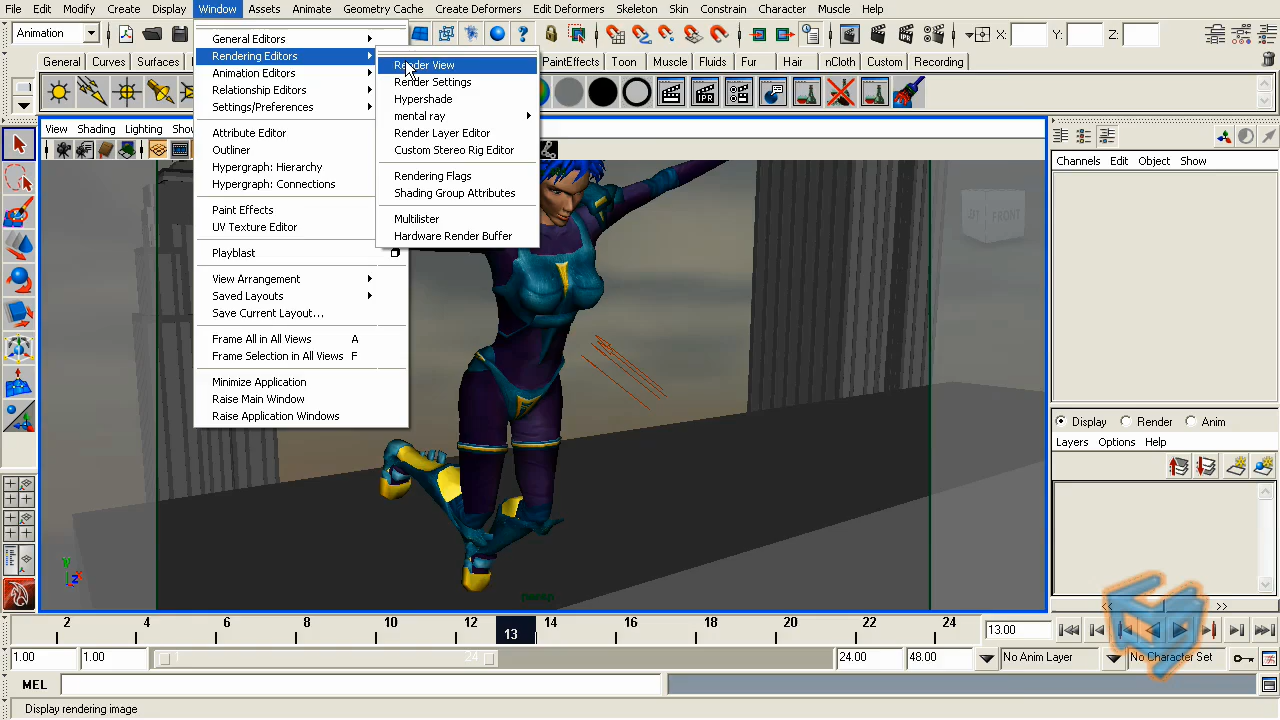 File Edit Modify Create Display Window Assets Animate Geometry Cache Create Deformers Edit Deformers Skeleton Skin Constrain Character Muscle Help
Animation
X: Y: Z:
General Curves Surfaces PaintEffects Toon Muscle Fluids Fur Hair nCloth Custom Recording
View Shading Lighting
General Editors
Rendering Editors
Animation Editors
Relationship Editors
Settings/Preferences
Attribute Editor
Outliner
Hypergraph: Hierarchy
Hypergraph: Connections
Paint Effects
UV Texture Editor
Playblast
View Arrangement
Saved Layouts
Save Current Layout...
Frame All in All Views A
Frame Selection in All Views F
Minimize Application
Raise Main Window
Raise Application Windows
Render View
Render Settings
Hypershade
mental ray
Render Layer Editor
Custom Stereo Rig Editor
Rendering Flags
Shading Group Attributes
Multilister
Hardware Render Buffer
FRONT
Channels Edit Object Show
Display Render Anim
Layers Options Help
y
z
2 4 6 8 10 12 13 14 16 18 20 22 24
13.00
1.00 1.00 1 24 24.00 48.00 No Anim Layer No Character Set
MEL
Display rendering image